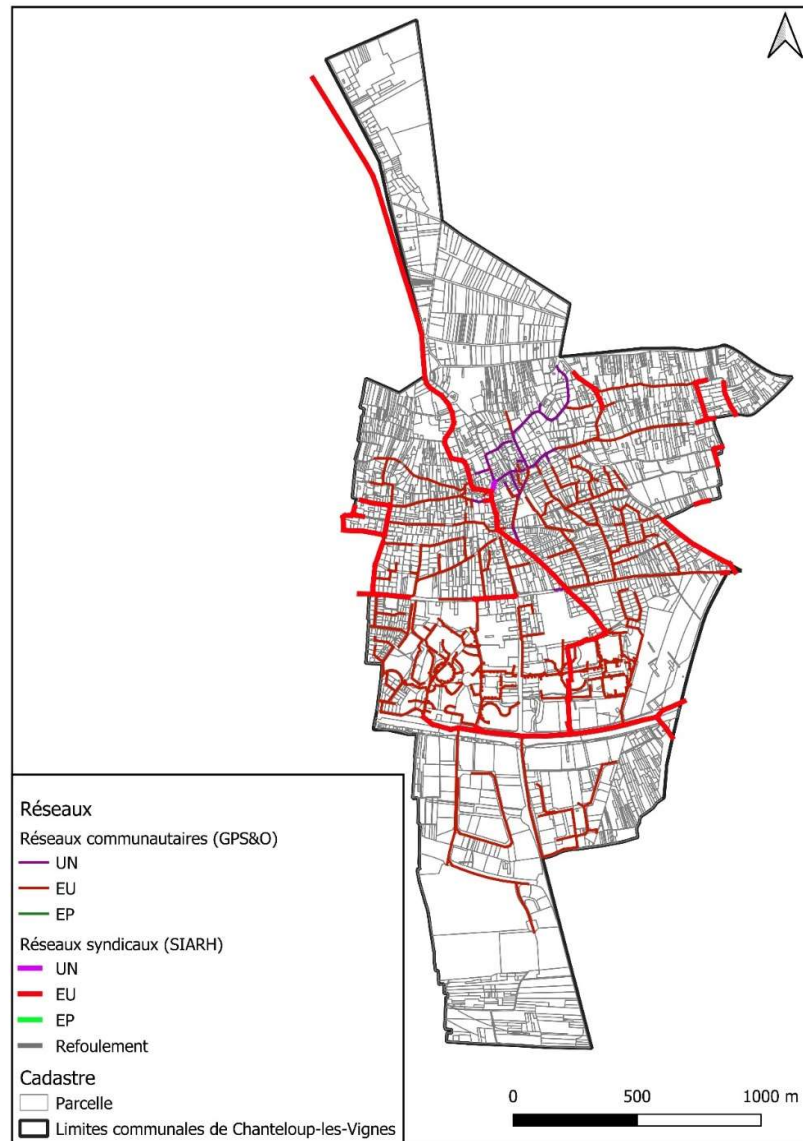 Réseaux
Réseaux communautaires (GPS&O)
UN
EU
EP
Réseaux syndicaux (SIARH)
UN
EU
EP
Refoulement
Cadastre
Parcelle
Limites communales de Chanteloup-les-Vignes
0 500 1000 m